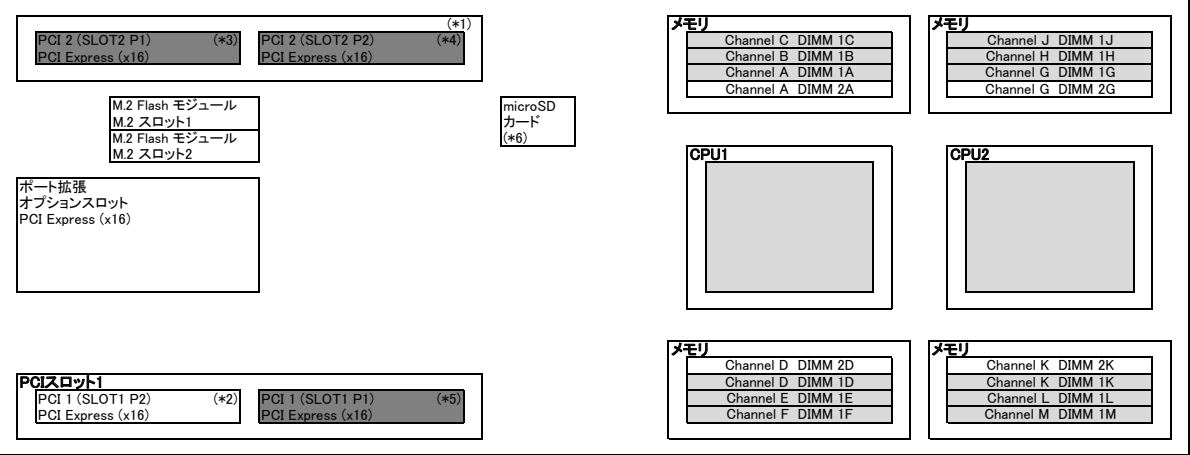 (*1)
PCI 2 (SLOT2 P1) (*3)
PCI Express (x16)
PCI 2 (SLOT2 P2) (*4)
PCI Express (x16)
M.2 Flash モジュール
M.2 スロット1
M.2 Flash モジュール
M.2 スロット2
microSD
カード
(*6)
ポート拡張
オプションスロット
PCI Express (x16)
PCIスロット1
PCI 1 (SLOT1 P2) (*2)
PCI Express (x16)
PCI 1 (SLOT1 P1) (*5)
PCI Express (x16)
メモリ
Channel C DIMM 1C
Channel B DIMM 1B
Channel A DIMM 1A
Channel A DIMM 2A
メモリ
Channel J DIMM 1J
Channel H DIMM 1H
Channel G DIMM 1G
Channel G DIMM 2G
CPU1
CPU2
メモリ
Channel D DIMM 2D
Channel D DIMM 1D
Channel E DIMM 1E
Channel F DIMM 1F
メモリ
Channel K DIMM 2K
Channel K DIMM 1K
Channel L DIMM 1L
Channel M DIMM 1M